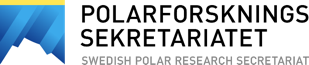 POLARFORSKNINGS
SEKRETARIATET
SWEDISH POLAR RESEARCH SECRETARIAT